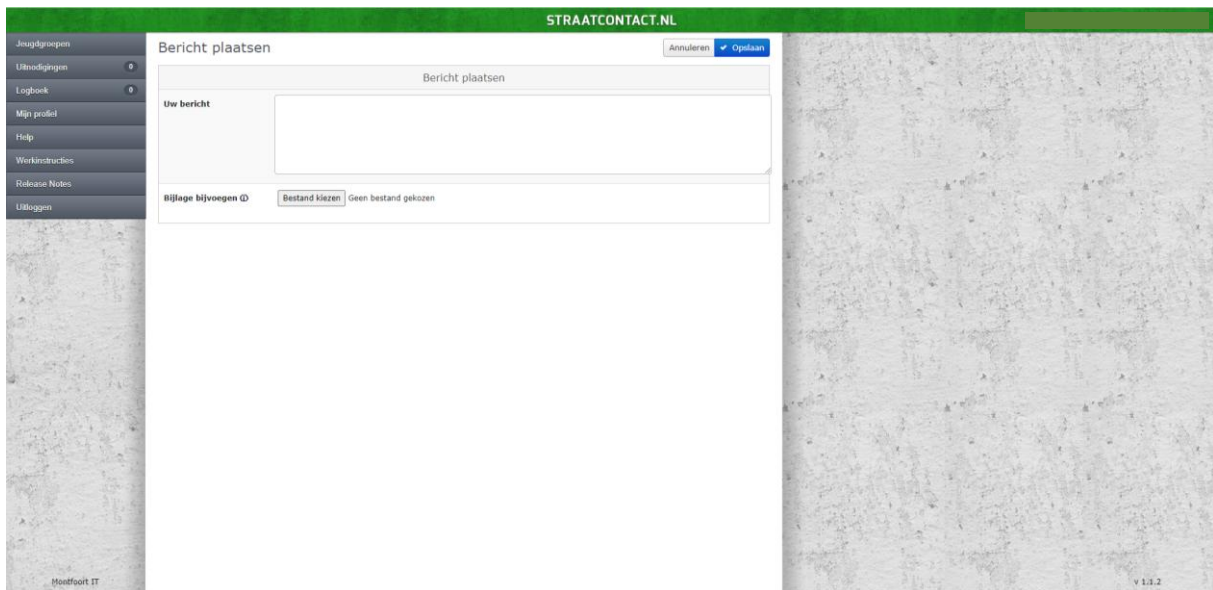 STRAATCONTACT.NL
Jeugdgroepen
Uitnodigingen 0
Logboek 0
Mijn profiel
Help
Werkinstructies
Release Notes
Uitloggen
Bericht plaatsen
Annuleren Opslaan
Bericht plaatsen
Uw bericht
Bijlage bijvoegen
Bestand kiezen Geen bestand gekozen
Montfoort IT
v 1.1.2